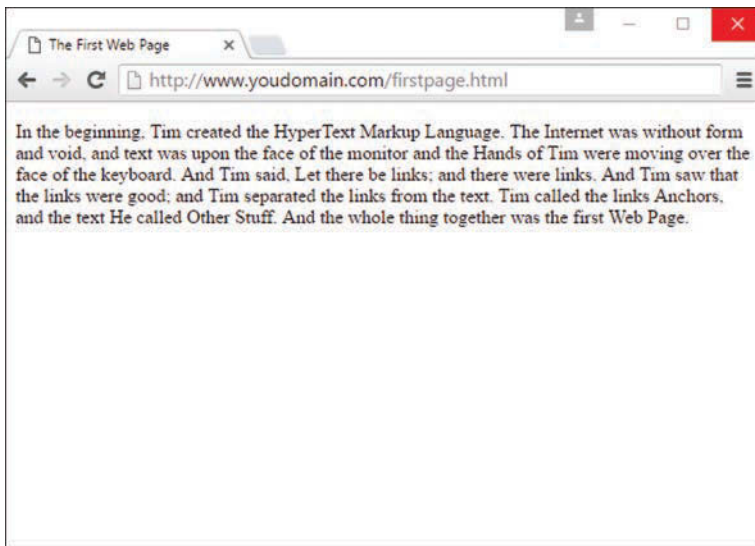 The First Web Page
http://www.youdomain.com/firstpage.html
In the beginning, Tim created the HyperText Markup Language. The Internet was without form
and void, and text was upon the face of the monitor and the Hands of Tim were moving over the
face of the keyboard. And Tim said, Let there be links; and there were links. And Tim saw that
the links were good; and Tim separated the links from the text. Tim called the links Anchors,
and the text He called Other Stuff. And the whole thing together was the first Web Page.